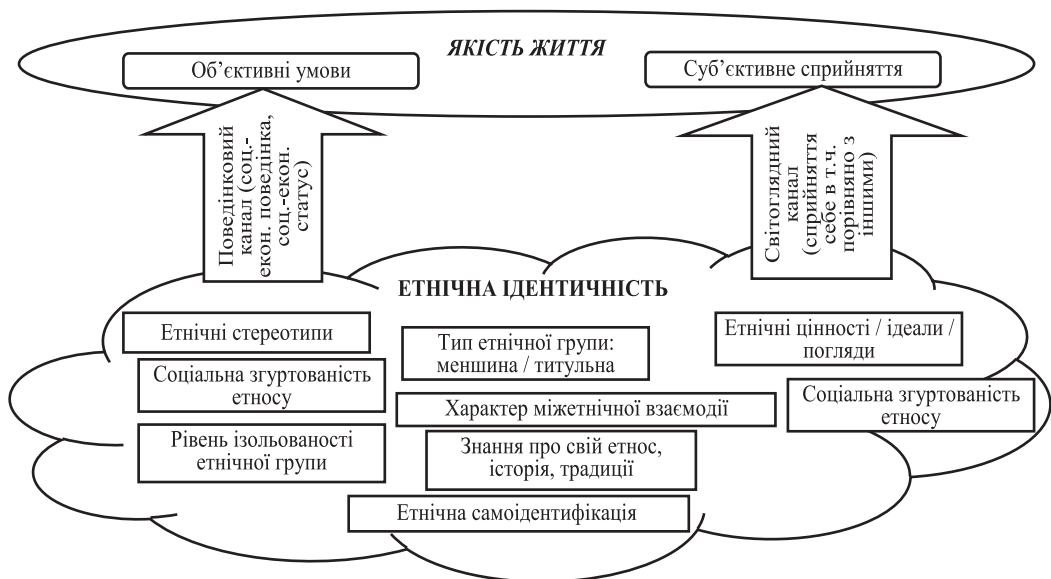 ЯКІСТЬ ЖИТТЯ
Об’єктивні умови
Суб’єктивне сприйняття
Поведінковий
канал (соц.-
екон. поведінка,
соц.-екон.
статус)
Світоглядний
канал
(сприйняття
себе в т.ч.
порівняно з
іншими)
ЕТНІЧНА ІДЕНТИЧНІСТЬ
Етнічні стереотипи
Соціальна згуртованість
етносу
Рівень ізольованості
етнічної групи
Тип етнічної групи:
меншина / титульна
Характер міжетнічної взаємодії
Знання про свій етнос,
історія, традиції
Етнічна самоідентифікація
Етнічні цінності / ідеали /
погляди
Соціальна згуртованість
етносу